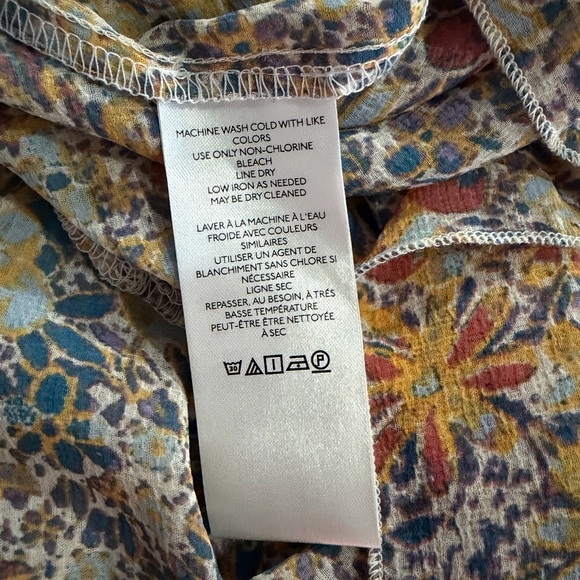 MACHINE WASH COLD WITH LIKE
COLORS
USE ONLY NON-CHLORINE
BLEACH
LINE DRY
LOW IRON AS NEEDED
MAY BE DRY CLEANED
LAVER À LA MACHINE À L'EAU
FROIDE AVEC COULEURS
SIMILAIRES
UTILISER UN AGENT DE
BLANCHIMENT SANS CHLORE SI
NÉCESSAIRE
LIGNE SEC
REPASSER, AU BESOIN, À TRÉS
BASSE TEMPÉRATURE
PEUT-ÊTRE ÊTRE NETTOYÉE
À SEC
30 P